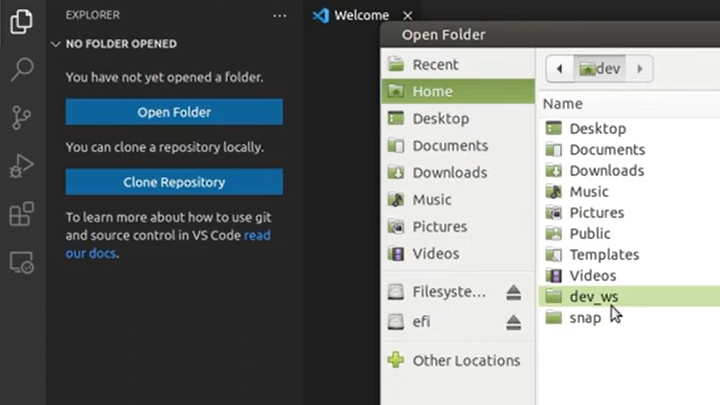 EXPLORER
NO FOLDER OPENED
You have not yet opened a folder.
Open Folder
You can clone a repository locally.
Clone Repository
To learn more about how to use git
and source control in VS Code read
our docs.
Welcome
Open Folder
Recent
Home
Desktop
Documents
Downloads
Music
Pictures
Videos
Filesyste...
efi
Other Locations
dev
Name
Desktop
Documents
Downloads
Music
Pictures
Public
Templates
Videos
dev_ws
snap